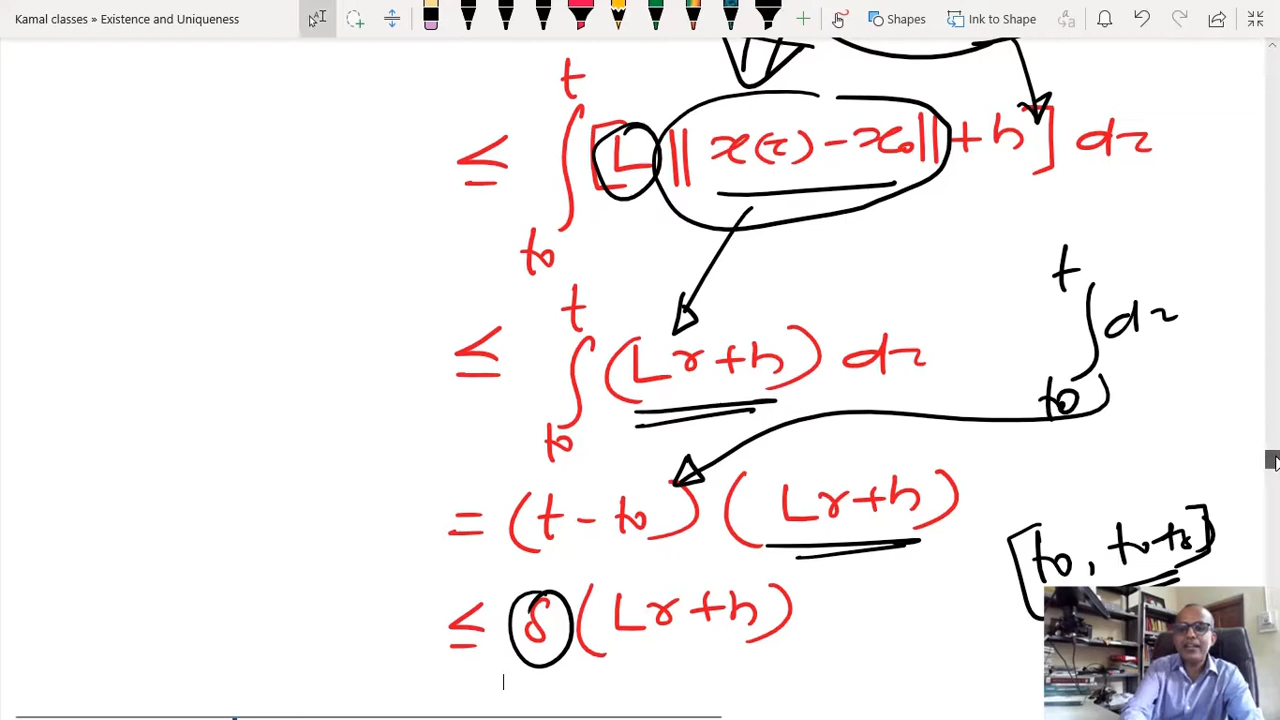 Kamal classes » Existence and Uniqueness
Shapes
Ink to Shape
≤ ∫_{t0}^{t} [L ‖x(τ) − x0‖ + h] dτ
∫_{t0}^{t} dτ
≤ ∫_{t0}^{t} (Lr + h) dτ
= (t − t0) (Lr + h)
[t0, t0+δ]
≤ δ (Lr + h)